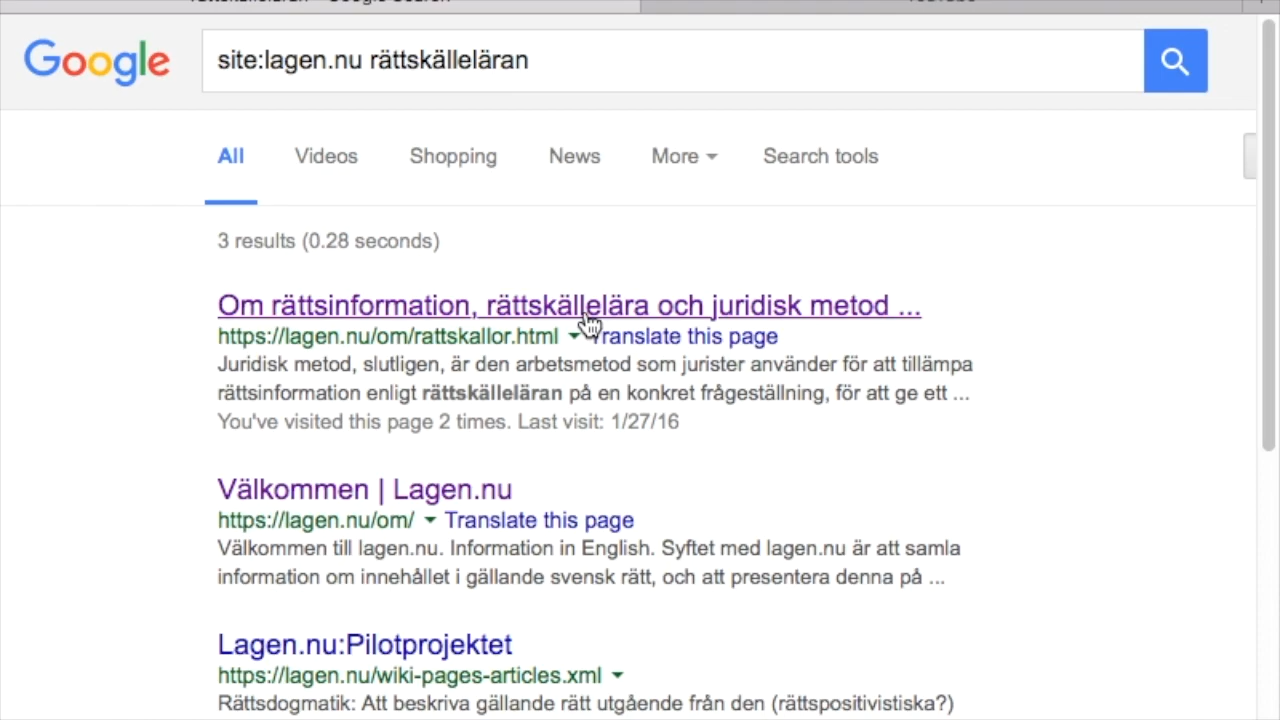 rättskälleläran - Google Search
YouTube
Google
site:lagen.nu rättskälleläran
All Videos Shopping News More Search tools
3 results (0.28 seconds)
Om rättsinformation, rättskällelära och juridisk metod ...
https://lagen.nu/om/rattskallor.html Translate this page
Juridisk metod, slutligen, är den arbetsmetod som jurister använder för att tillämpa
rättsinformation enligt rättskälleläran på en konkret frågeställning, för att ge ett ...
You've visited this page 2 times. Last visit: 1/27/16
Välkommen | Lagen.nu
https://lagen.nu/om/ Translate this page
Välkommen till lagen.nu. Information in English. Syftet med lagen.nu är att samla
information om innehållet i gällande svensk rätt, och att presentera denna på ...
Lagen.nu:Pilotprojektet
https://lagen.nu/wiki-pages-articles.xml
Rättsdogmatik: Att beskriva gällande rätt utgående från den (rättspositivistiska?)